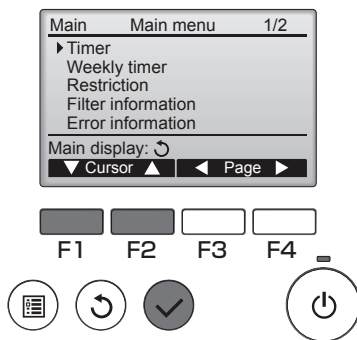 Main Main menu 1/2
Timer
Weekly timer
Restriction
Filter information
Error information
Main display:
Cursor Page
F1 F2 F3 F4